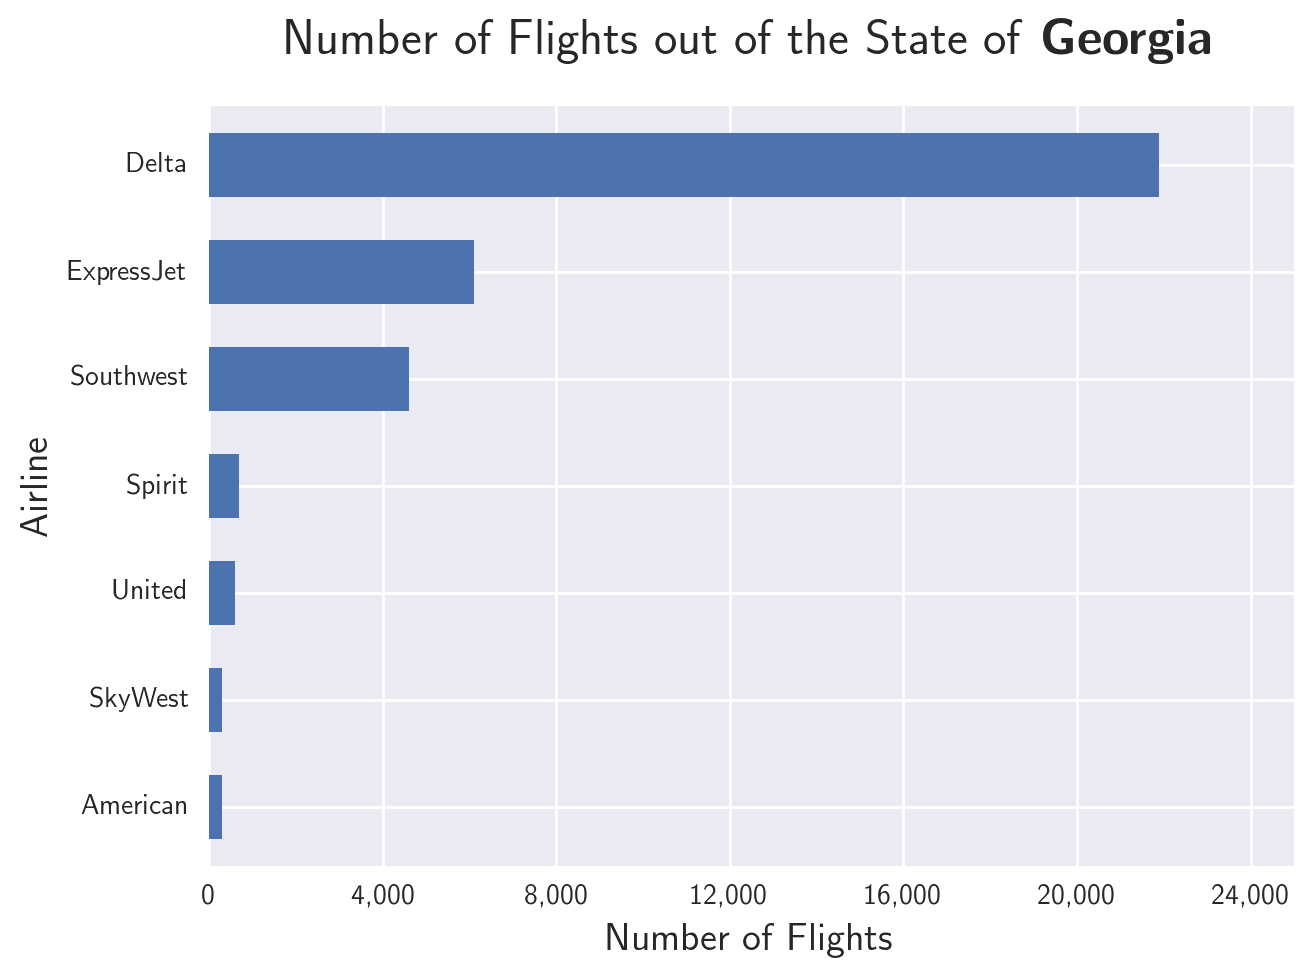 Number of Flights out of the State of Georgia
Delta
ExpressJet
Southwest
Spirit
United
SkyWest
American
Airline
0 4,000 8,000 12,000 16,000 20,000 24,000
Number of Flights